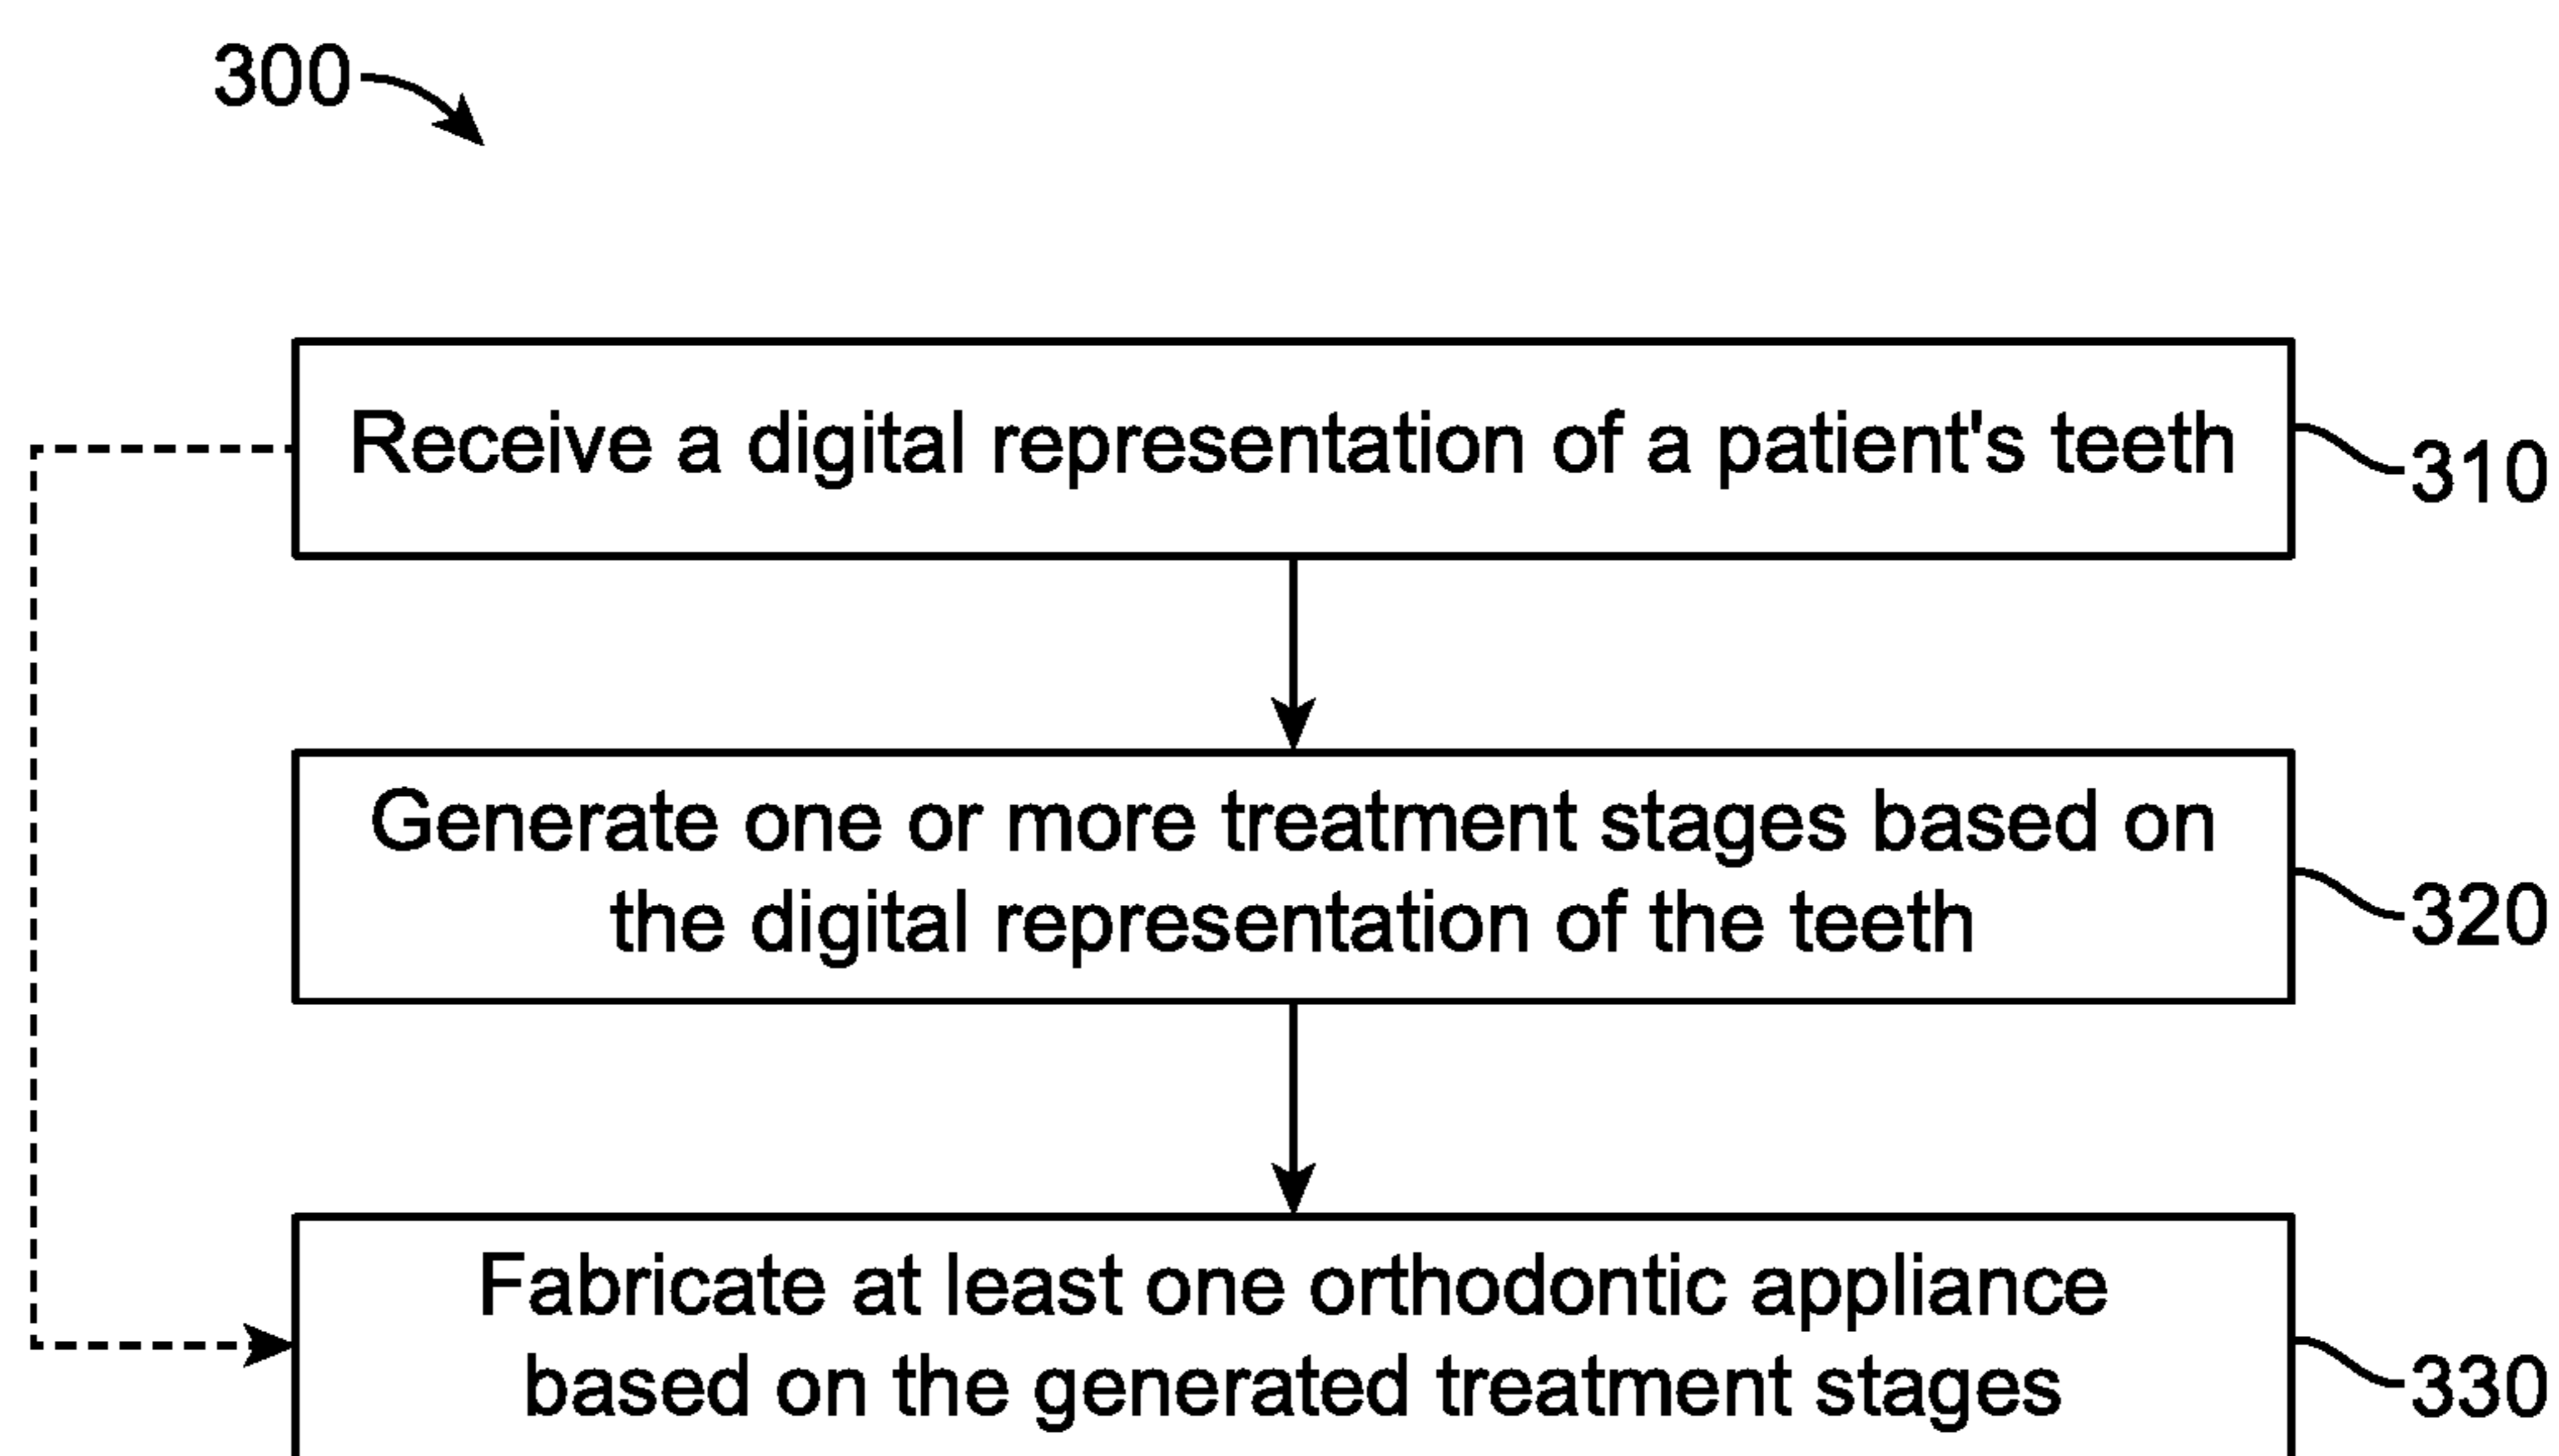 300
Receive a digital representation of a patient's teeth
310
Generate one or more treatment stages based on
the digital representation of the teeth
320
Fabricate at least one orthodontic appliance
based on the generated treatment stages
330